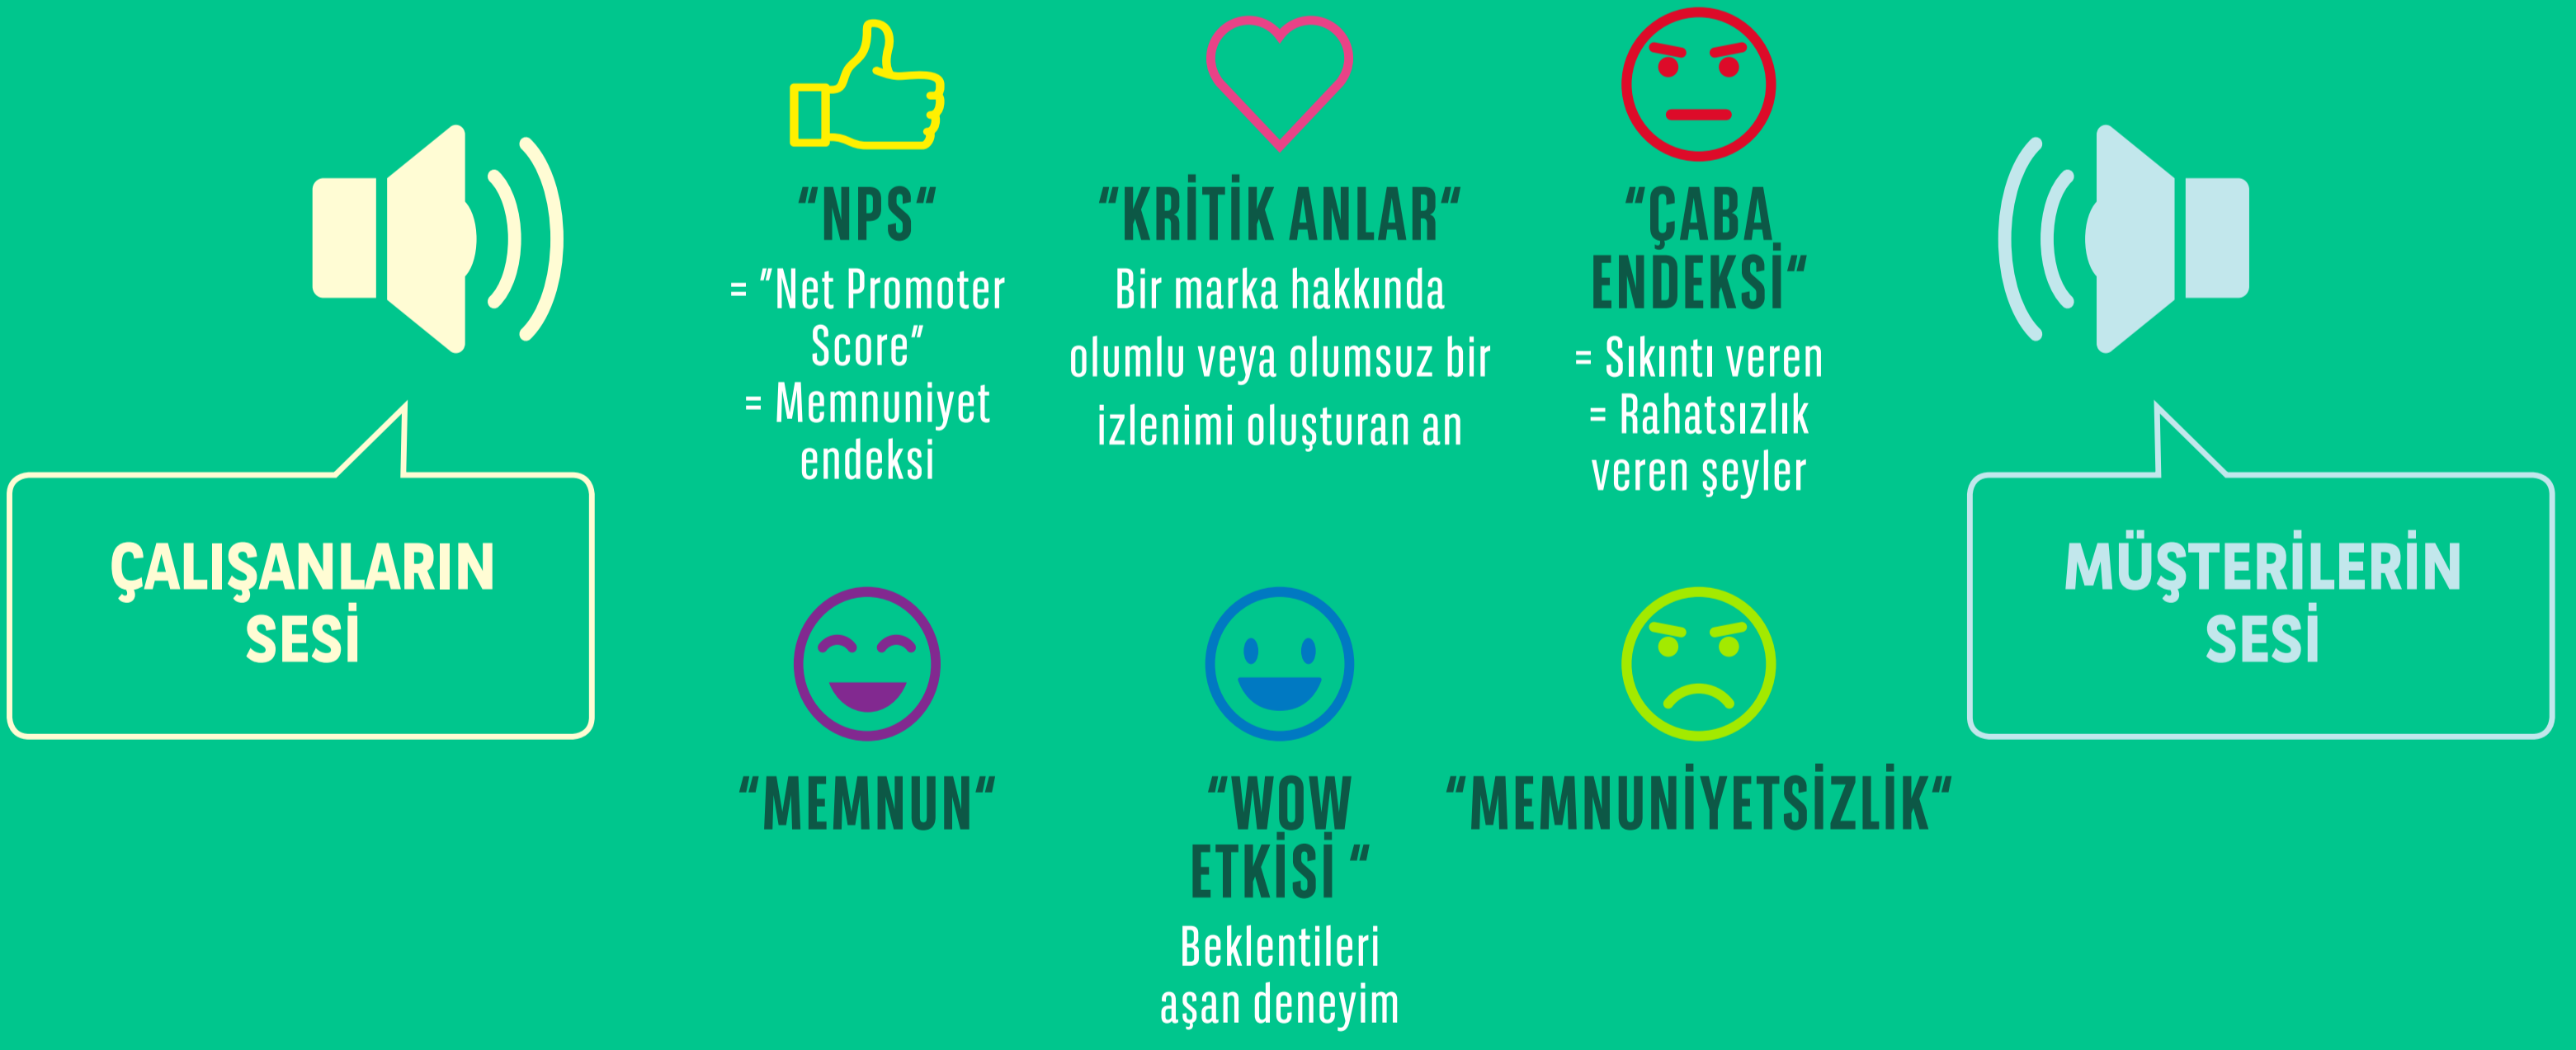 ÇALIŞANLARIN
SESİ
"NPS"
= "Net Promoter
Score"
= Memnuniyet
endeksi
"KRİTİK ANLAR"
Bir marka hakkında
olumlu veya olumsuz bir
izlenimi oluşturan an
"ÇABA
ENDEKSİ"
= Sıkıntı veren
= Rahatsızlık
veren şeyler
"MEMNUN"
"WOW
ETKİSİ "
Beklentileri
aşan deneyim
"MEMNUNİYETSİZLİK"
MÜŞTERİLERİN
SESİ